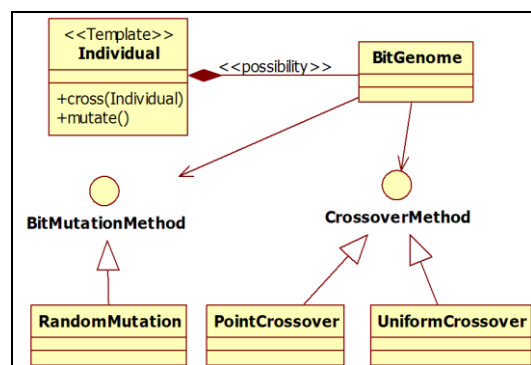 <<Template>>
Individual
+cross(Individual)
+mutate()
<<possibility>>
BitGenome
BitMutationMethod
CrossoverMethod
RandomMutation
PointCrossover
UniformCrossover